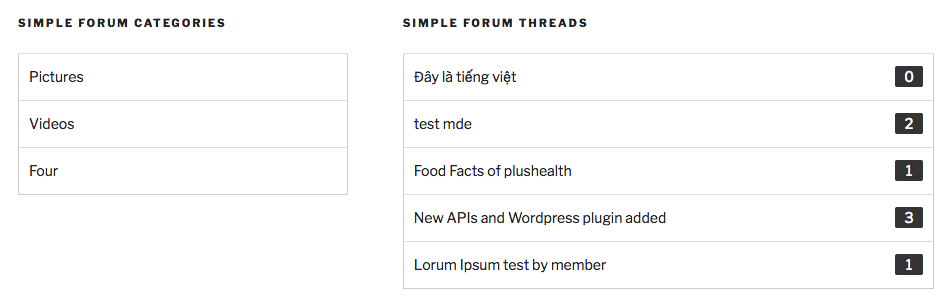 SIMPLE FORUM CATEGORIES
Pictures
Videos
Four
SIMPLE FORUM THREADS
Đây là tiếng việt 0
test mde 2
Food Facts of plushealth 1
New APIs and Wordpress plugin added 3
Lorum Ipsum test by member 1